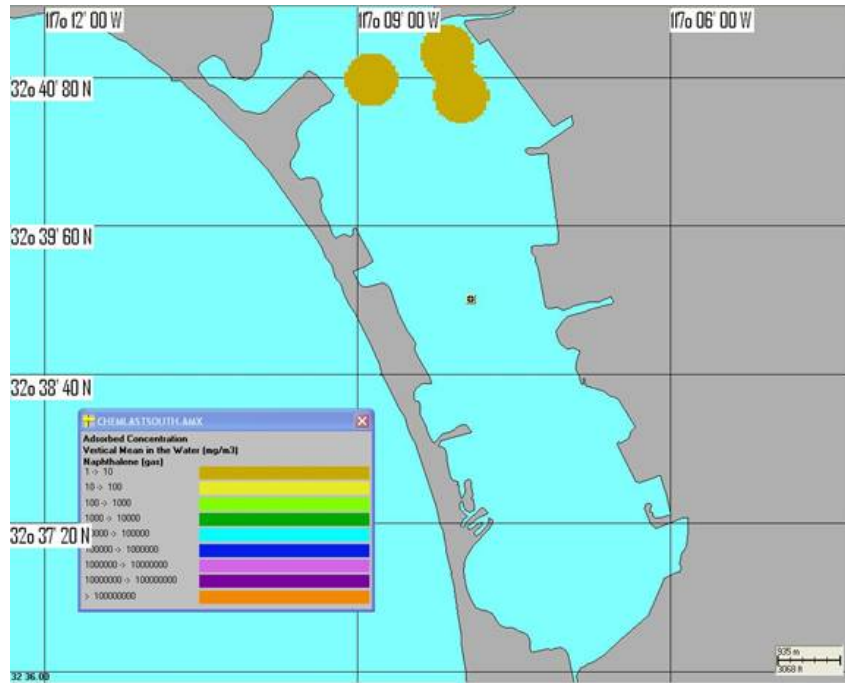 117o 12' 00 W
117o 09' 00 W
117o 06' 00 W
32o 40' 80 N
32o 39' 60 N
32o 38' 40 N
CHEMLASTSOUTH.AMX
Adsorbed Concentration
Vertical Mean in the Water (mg/m3)
Naphthalene (gas)
1 -> 10
10 -> 100
100 -> 1000
1000 -> 10000
32o 37' 20 N
0000 -> 100000
100000 -> 1000000
1000000 -> 10000000
10000000 -> 100000000
> 100000000
935 m
3068 ft
32 36.00